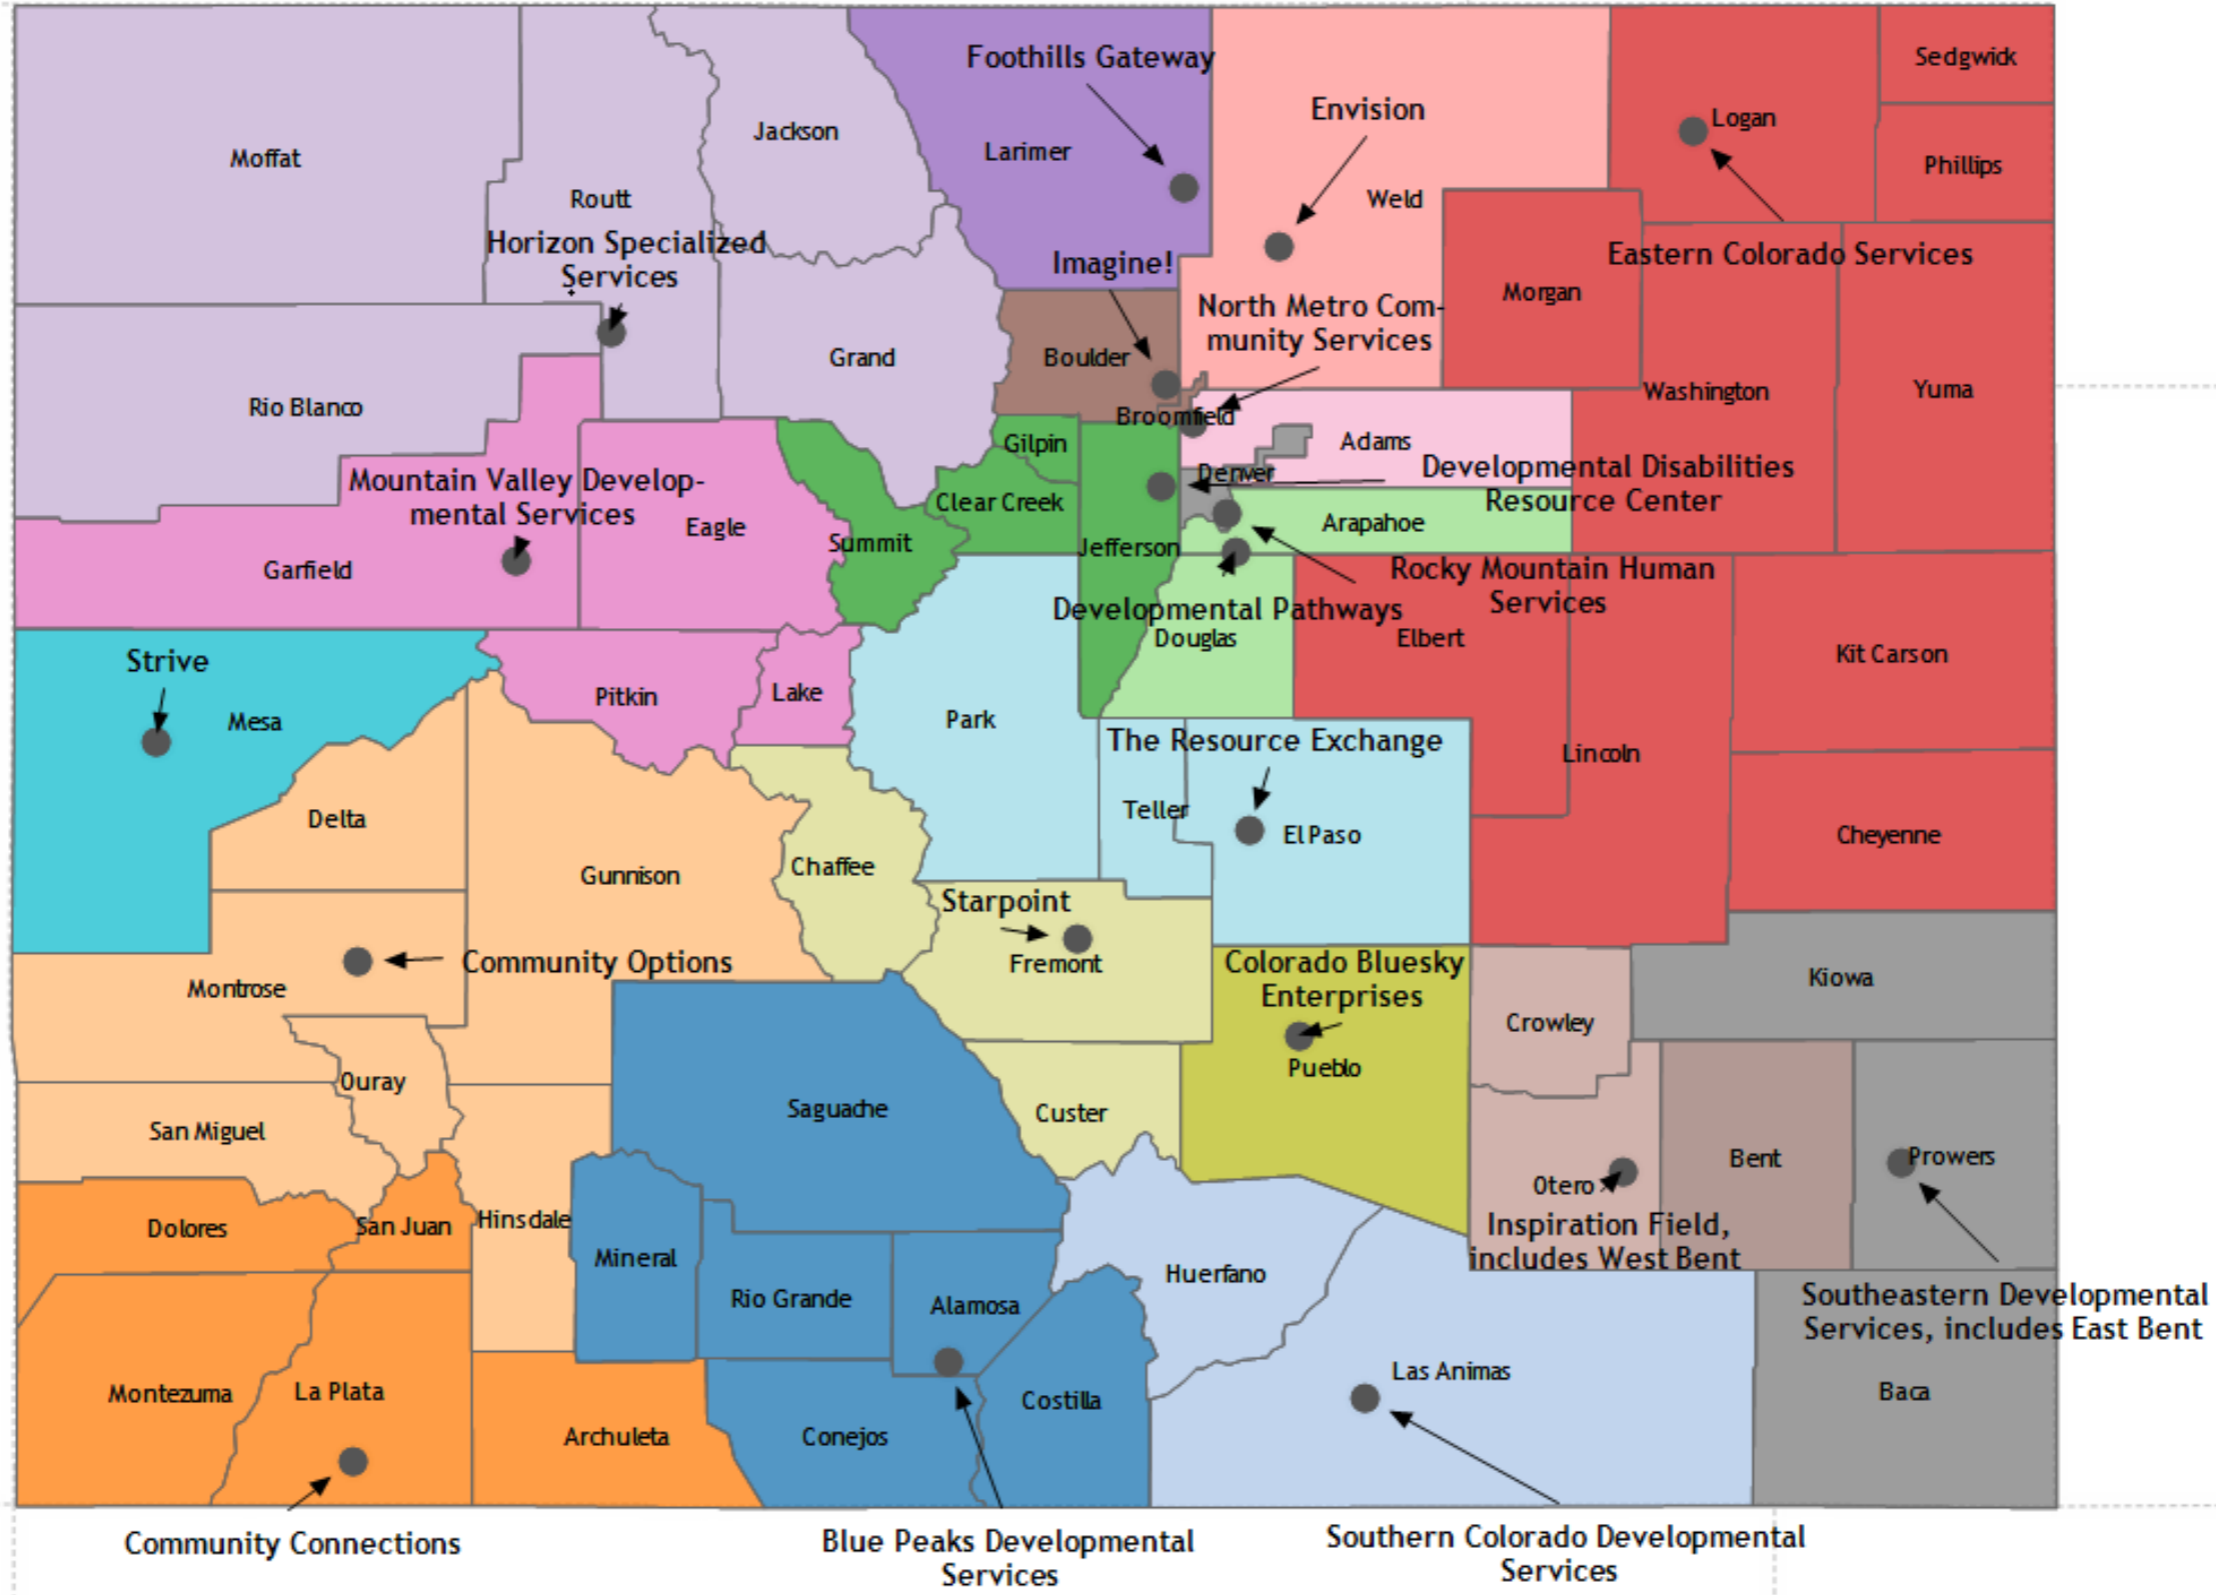 Foothills Gateway
Sedgwick
Envision
Logan
Jackson
Larimer
Moffat
Phillips
Routt
Weld
Horizon Specialized
Services
Eastern Colorado Services
Imagine!
Morgan
North Metro Com-
munity Services
Boulder
Grand
Washington
Yuma
Rio Blanco
Broomfield
Gilpin
Adams
Developmental Disabilities
Resource Center
Denver
Mountain Valley Develop-
mental Services
Clear Creek
Eagle
Arapahoe
Summit
Jefferson
Garfield
Rocky Mountain Human
Services
Developmental Pathways
Douglas
Elbert
Kit Carson
Strive
Mesa
Pitkin
Lake
Park
The Resource Exchange
Lincoln
Teller
Delta
El Paso
Cheyenne
Chaffee
Gunnison
Starpoint
Community Options
Fremont
Colorado Bluesky
Enterprises
Kiowa
Montrose
Crowley
Pueblo
Ouray
Saguache
Custer
San Miguel
Bent
Prowers
Otero
Dolores
San Juan
Hinsdale
Inspiration Field,
includes West Bent
Mineral
Huerfano
Rio Grande
Alamosa
Southeastern Developmental
Services, includes East Bent
Las Animas
Montezuma
La Plata
Baca
Costilla
Archuleta
Conejos
Community Connections
Blue Peaks Developmental
Services
Southern Colorado Developmental
Services